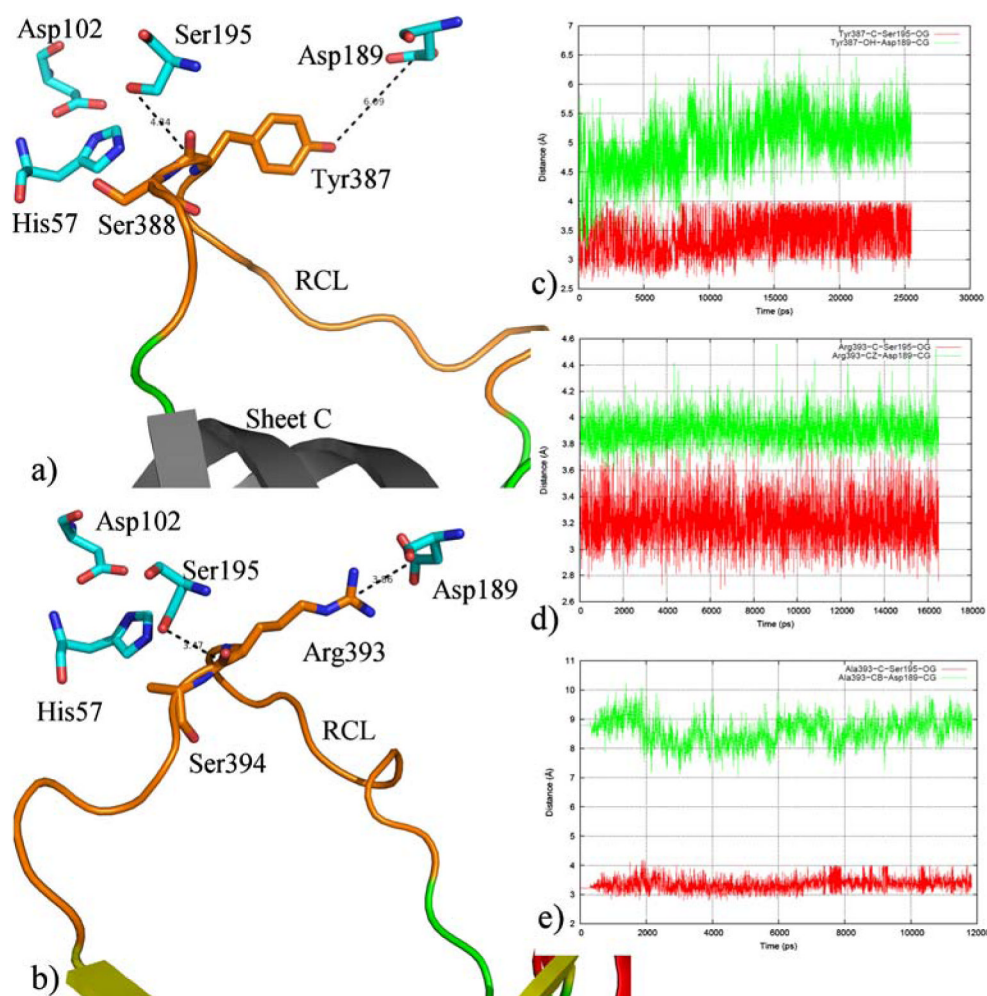 Asp102
Ser195
Asp189
4.34
6.09
Tyr387
His57
Ser388
RCL
Sheet C
a)
Asp102
Ser195
Asp189
3.47
Arg393
His57
Ser394
RCL
b)
Tyr387-C-Ser195-OG
Tyr387-OH-Asp189-CG
7
6.5
6
5.5
5
4.5
4
3.5
3
2.5
Distance (Å)
0 5000 10000 15000 20000 25000 30000
Time (ps)
c)
Arg393-C-Ser195-OG
Arg393-CZ-Asp189-CG
4.6
4.4
4.2
4
3.8
3.6
3.4
3.2
3
2.8
2.6
Distance (Å)
0 2000 4000 6000 8000 10000 12000 14000 16000 18000
Time (ps)
d)
Ala393-C-Ser195-OG
Ala393-CB-Asp189-CG
11
10
9
8
7
6
5
4
3
2
Distance (Å)
0 2000 4000 6000 8000 10000 12000
Time (ps)
e)